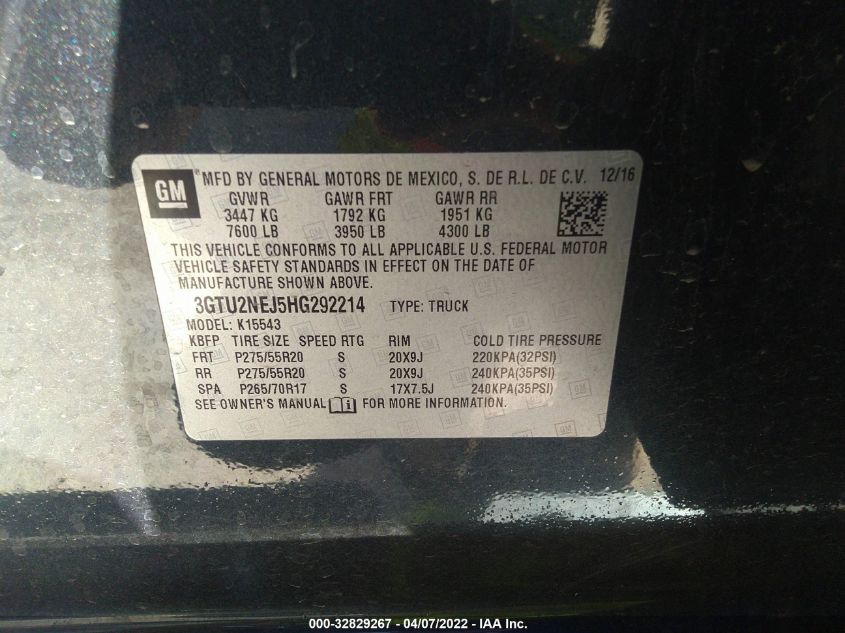 GM ® MFD BY GENERAL MOTORS DE MEXICO, S. DE R.L. DE C.V. 12/16
GVWR GAWR FRT GAWR RR
3447 KG 1792 KG 1951 KG
7600 LB 3950 LB 4300 LB
THIS VEHICLE CONFORMS TO ALL APPLICABLE U.S. FEDERAL MOTOR
VEHICLE SAFETY STANDARDS IN EFFECT ON THE DATE OF
MANUFACTURE SHOWN ABOVE.
3GTU2NEJ5HG292214 TYPE: TRUCK
MODEL: K15543
KBFP TIRE SIZE SPEED RTG RIM COLD TIRE PRESSURE
FRT P275/55R20 S 20X9J 220KPA(32PSI)
RR P275/55R20 S 20X9J 240KPA(35PSI)
SPA P265/70R17 S 17X7.5J 240KPA(35PSI)
SEE OWNER'S MANUAL FOR MORE INFORMATION.
000-32829267 - 04/07/2022 - IAA Inc.